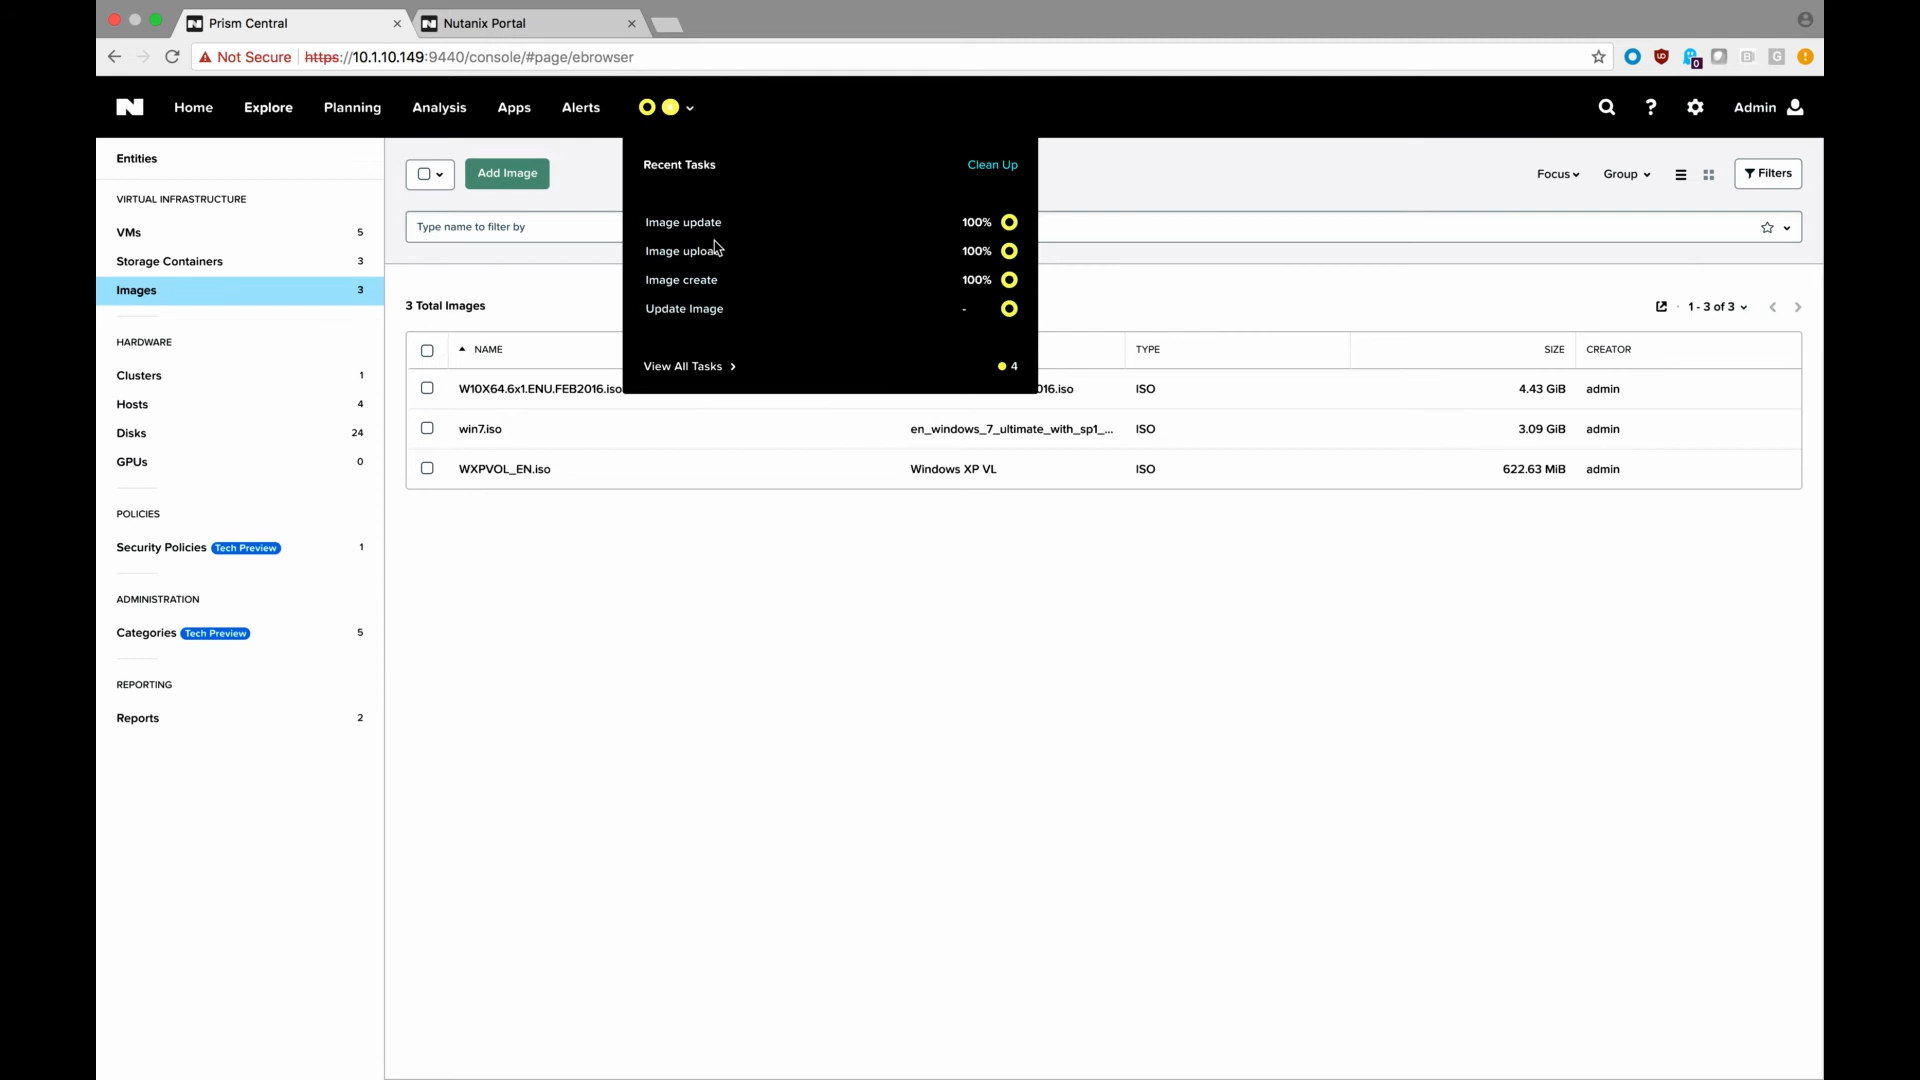 Prism Central
Nutanix Portal
Not Secure https://10.1.10.149:9440/console/#page/ebrowser
0
Home Explore Planning Analysis Apps Alerts
Admin
Entities
VIRTUAL INFRASTRUCTURE
VMs 5
Storage Containers 3
Images 3
HARDWARE
Clusters 1
Hosts 4
Disks 24
GPUs 0
POLICIES
Security Policies Tech Preview 1
ADMINISTRATION
Categories Tech Preview 5
REPORTING
Reports 2
Add Image
Focus Group Filters
Type name to filter by
Recent Tasks Clean Up
Image update 100%
Image upload 100%
Image create 100%
Update Image -
View All Tasks 4
3 Total Images
1 - 3 of 3
NAME TYPE SIZE CREATOR
W10X64.6x1.ENU.FEB2016.iso 016.iso ISO 4.43 GiB admin
win7.iso en_windows_7_ultimate_with_sp1_... ISO 3.09 GiB admin
WXPVOL_EN.iso Windows XP VL ISO 622.63 MiB admin